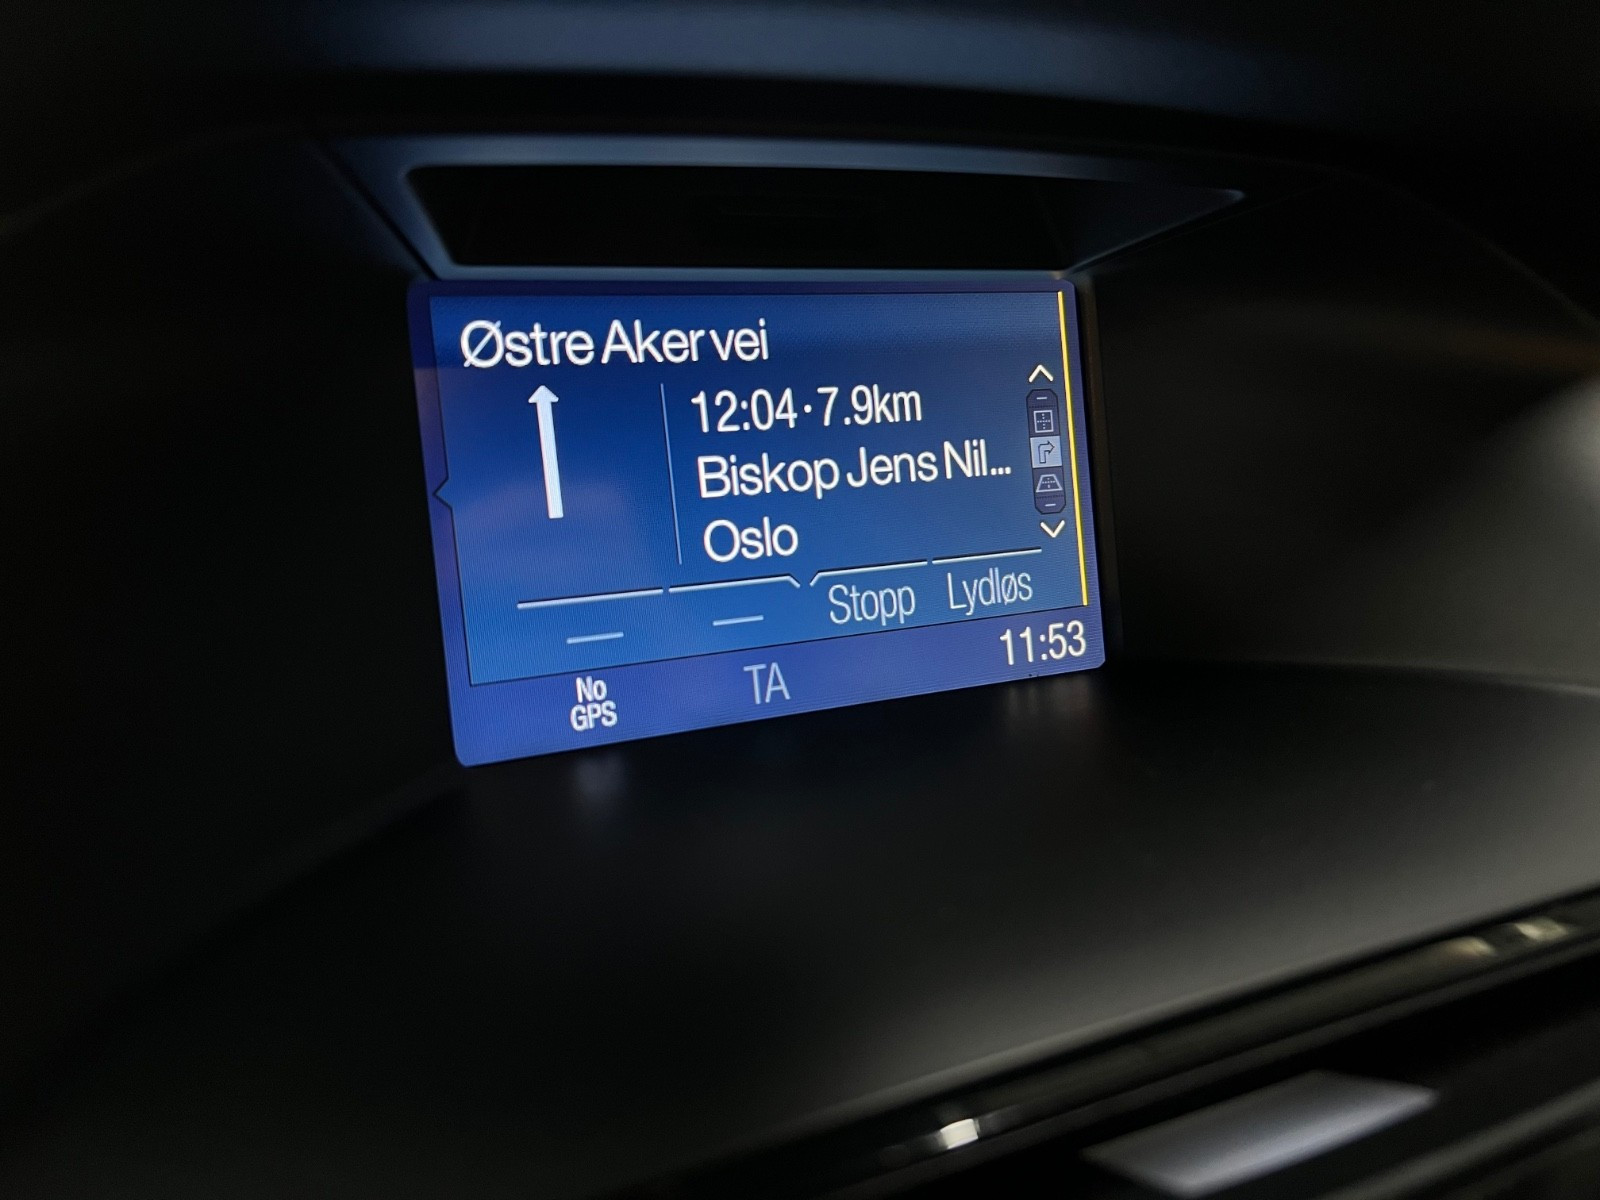 Østre Aker vei
12:04·7.9km
Biskop Jens Nil...
Oslo
Stopp Lydløs
11:53
No
GPS
TA